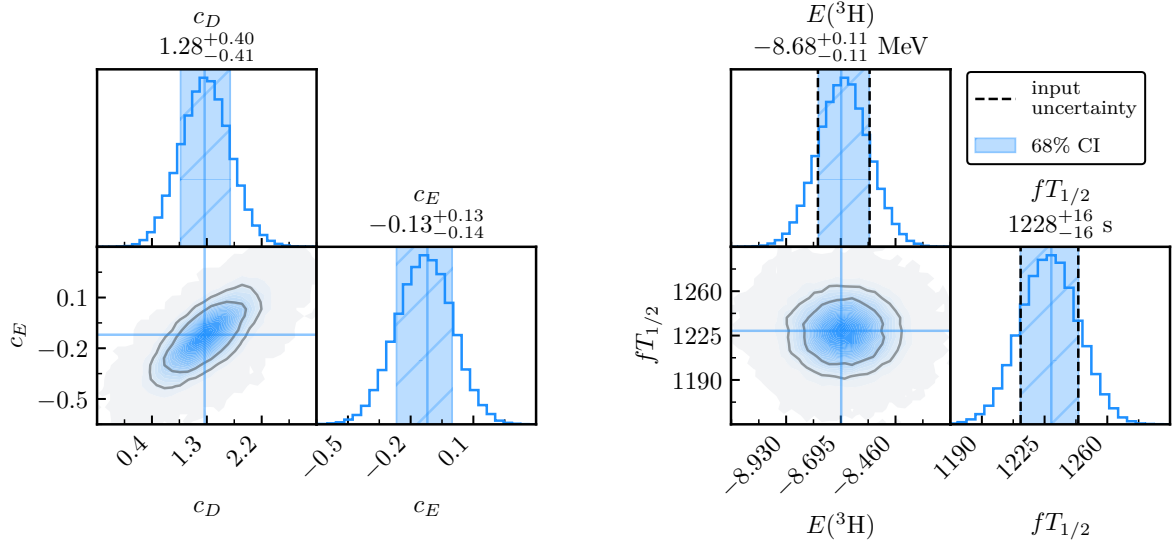 c_D
1.28^{+0.40}_{-0.41}
c_E
−0.13^{+0.13}_{−0.14}
c_E
0.1
−0.2
−0.5
0.4
1.3
2.2
−0.5
−0.2
0.1
c_D
c_E
E(³H)
−8.68^{+0.11}_{−0.11} MeV
input
uncertainty
68% CI
fT_{1/2}
1228^{+16}_{−16} s
fT_{1/2}
1260
1225
1190
−8.930
−8.695
−8.460
1190
1225
1260
E(³H)
fT_{1/2}